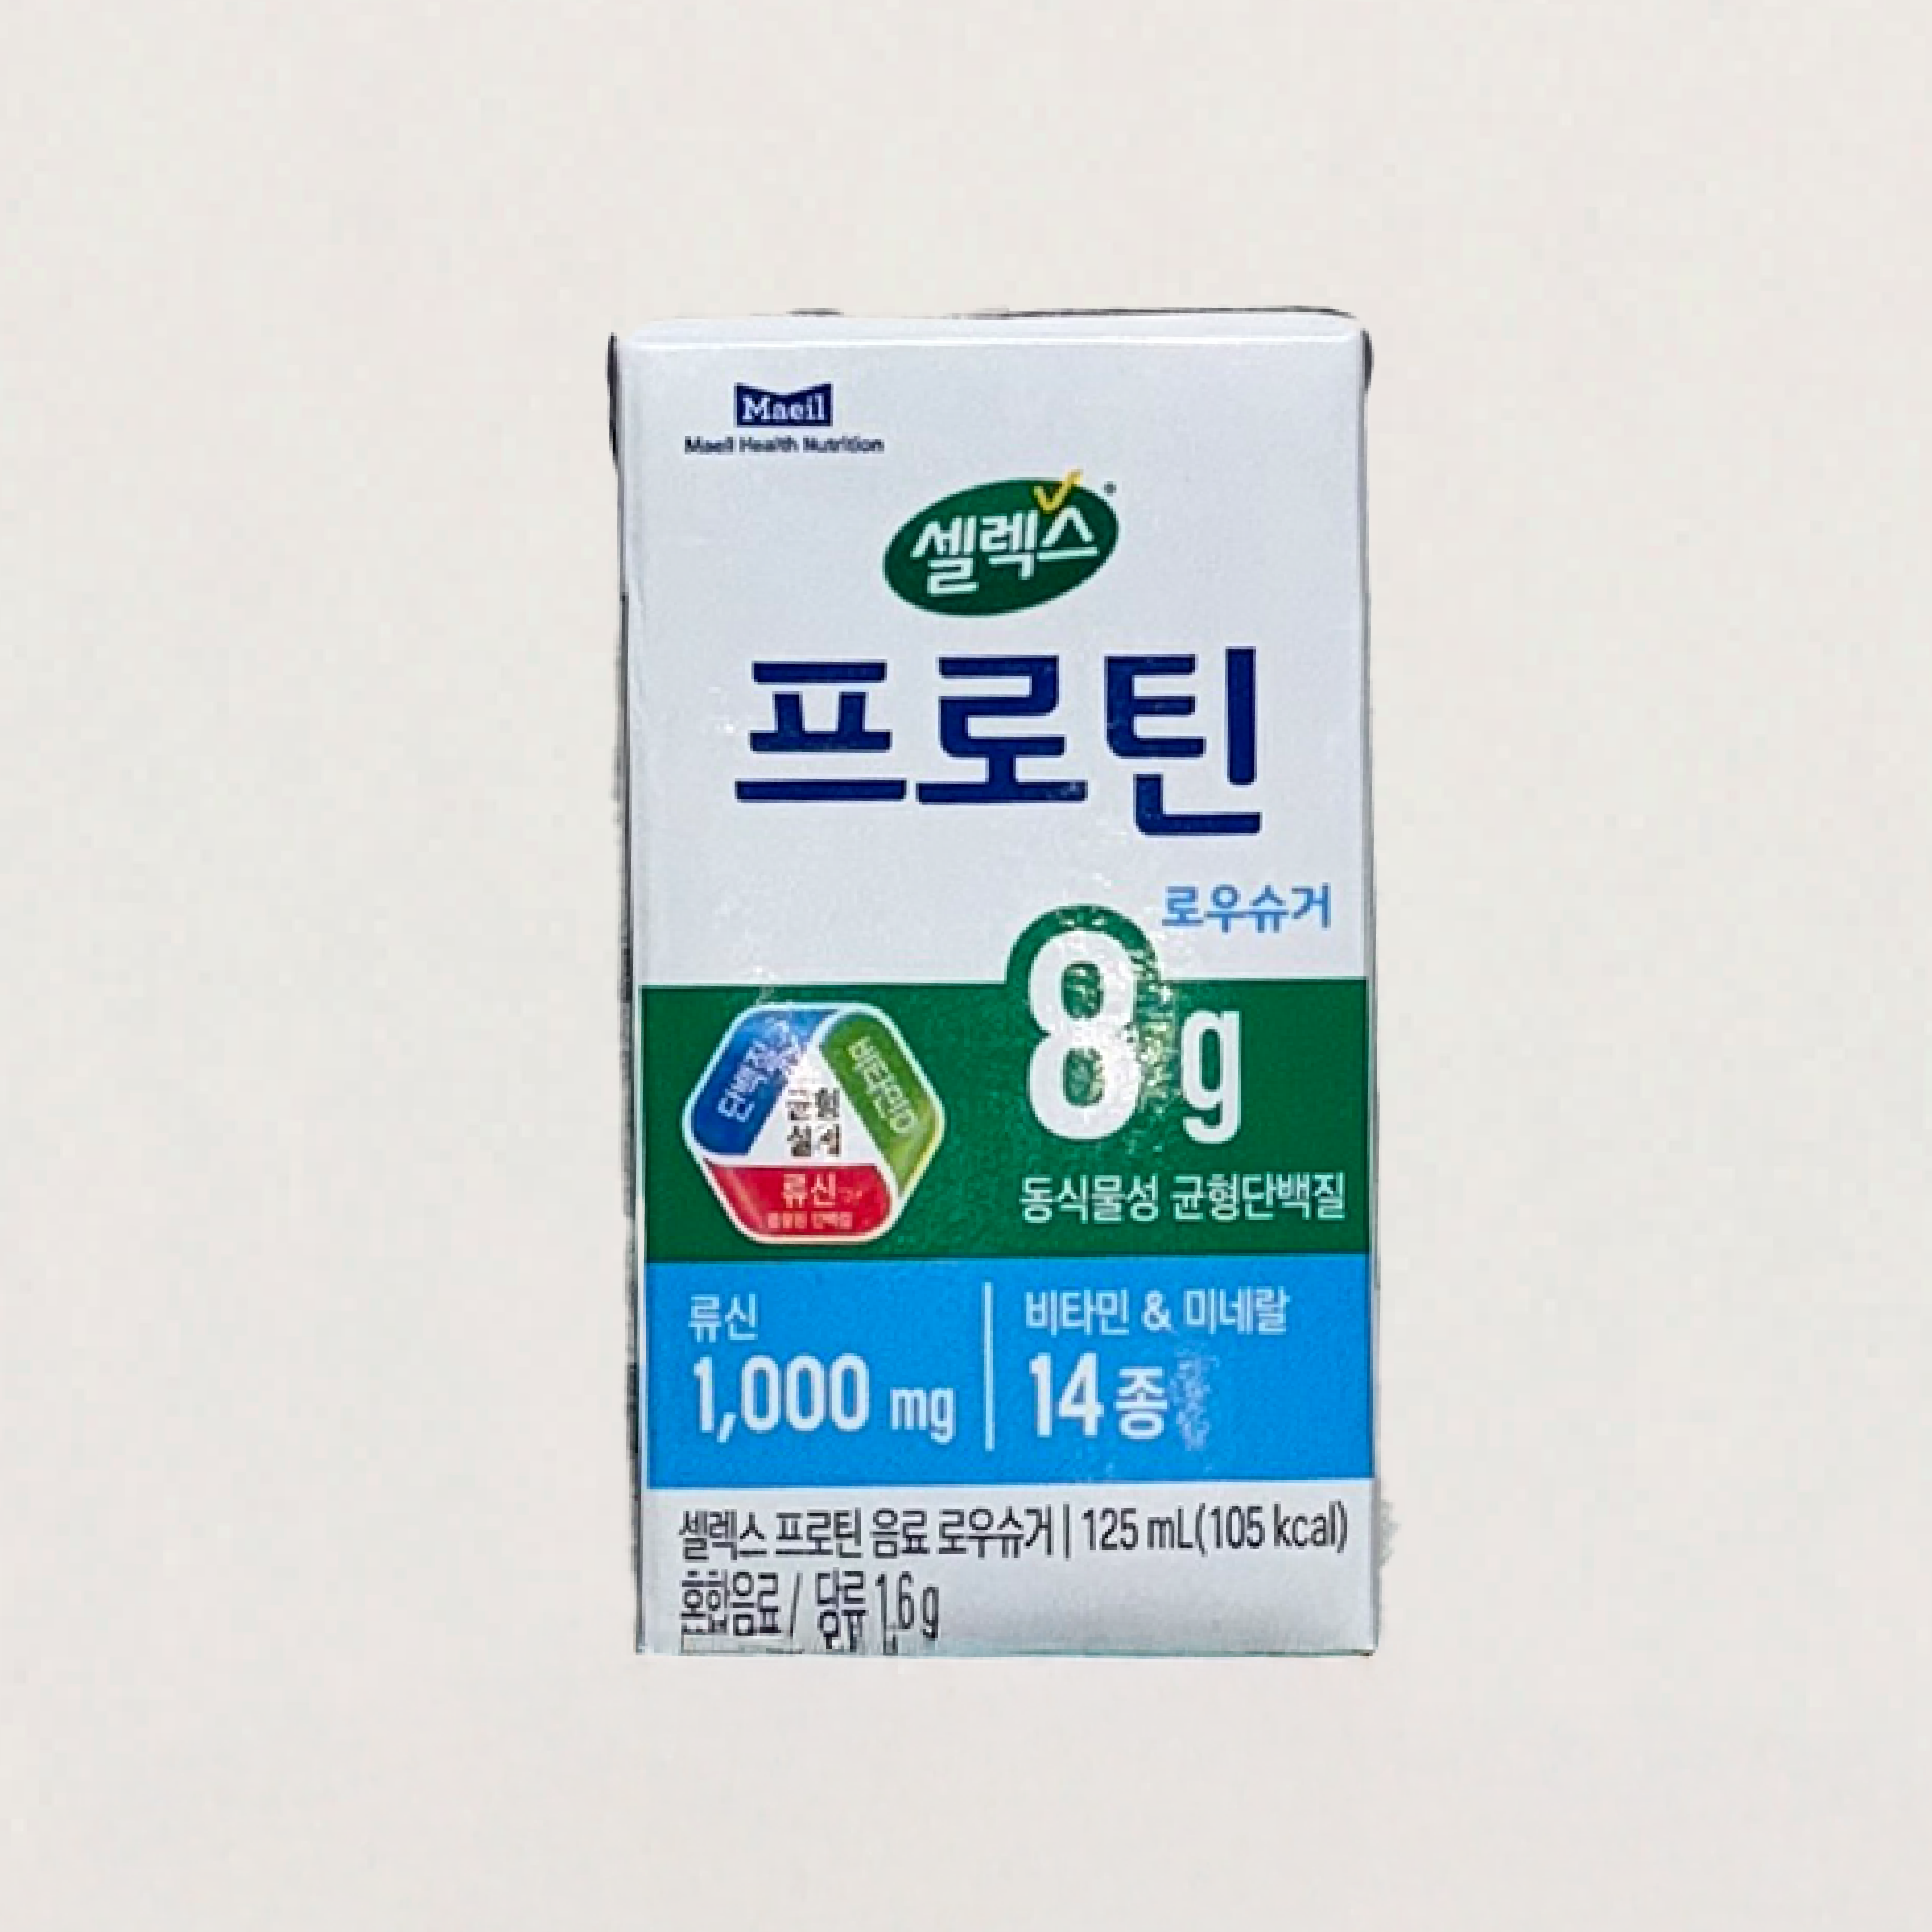 Maeil
Maeil Health Nutrition
셀렉스
프로틴
로우슈거
8g
동식물성 균형단백질
단백질
비타민D
균형
설계
류신
류신
1,000 mg
비타민 & 미네랄
14종
셀렉스 프로틴 음료 로우슈거 | 125 mL(105 kcal)
혼합음료 / 당류 1.6 g